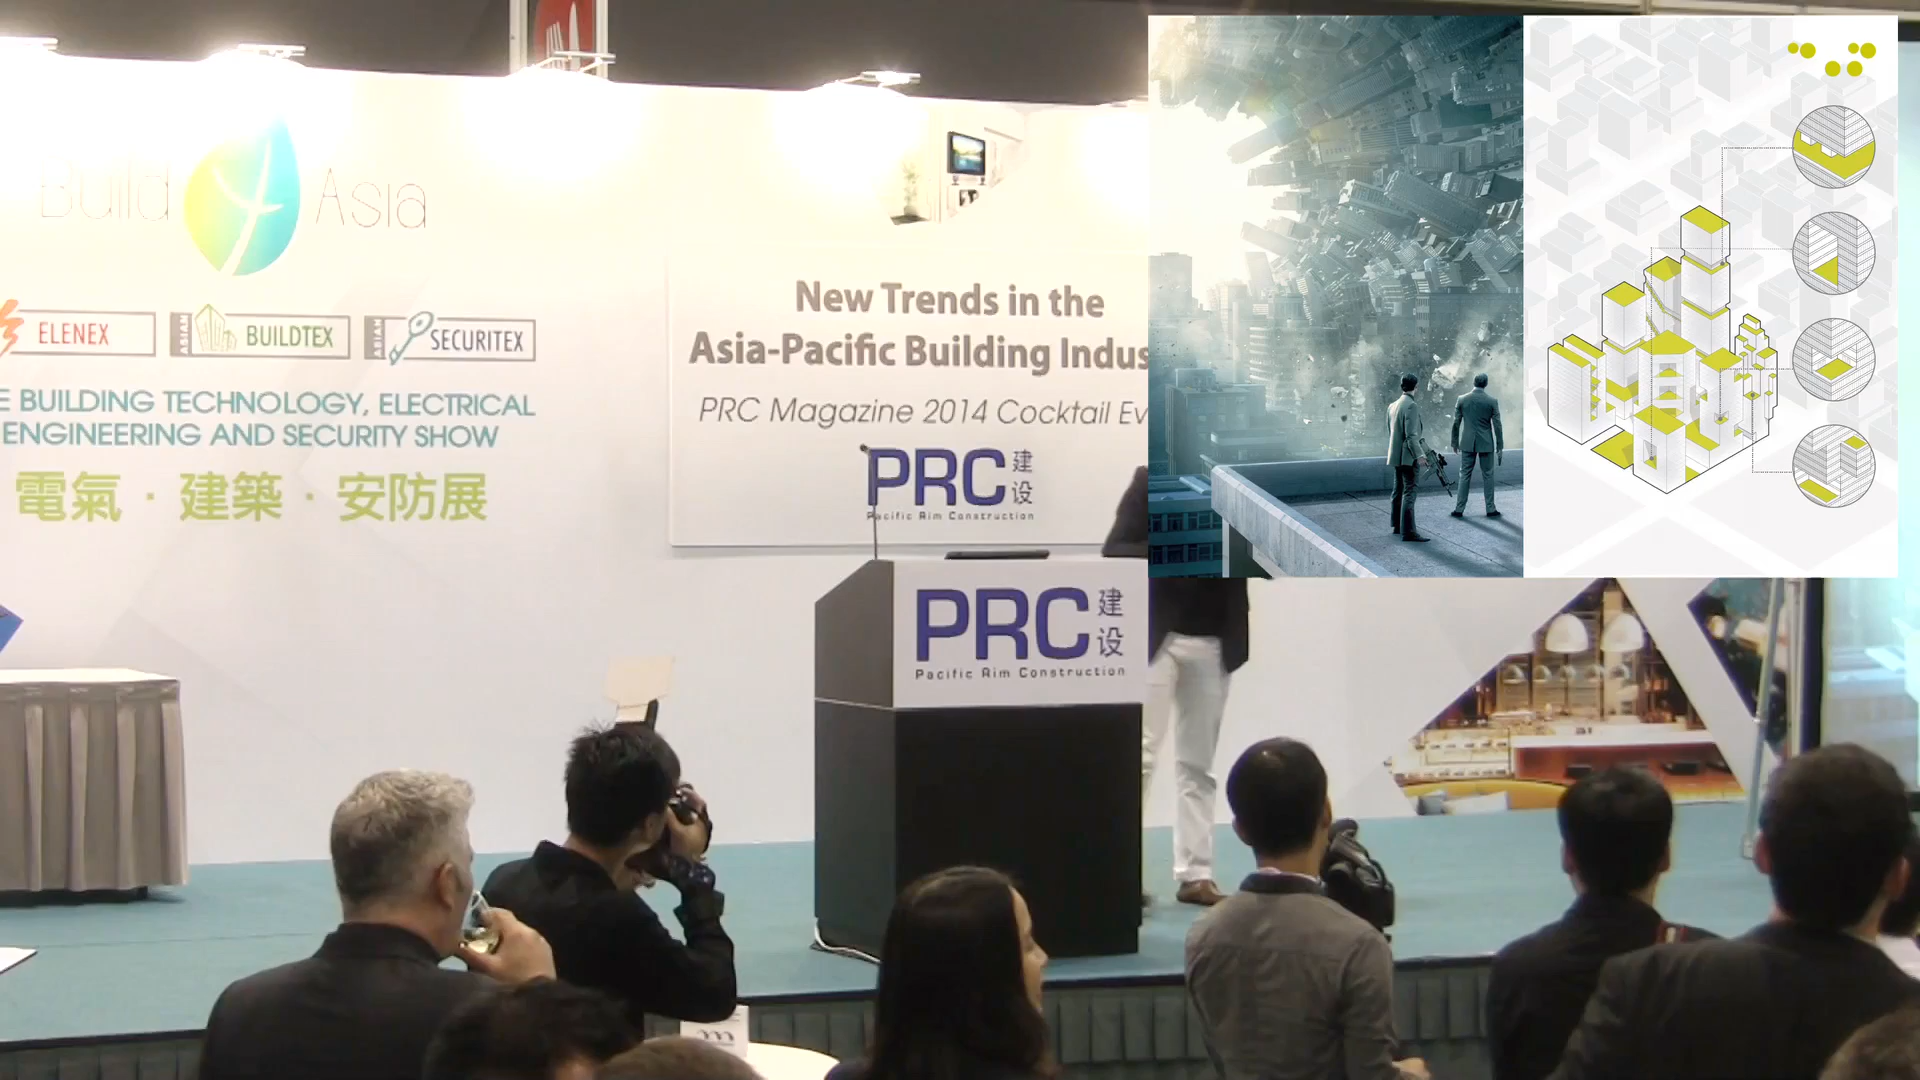 Build Asia
ELENEX
ASIAN BUILDTEX
ASIAN SECURITEX
E BUILDING TECHNOLOGY, ELECTRICAL
ENGINEERING AND SECURITY SHOW
電氣·建築·安防展
New Trends in the
Asia-Pacific Building Indus
PRC Magazine 2014 Cocktail Ev
PRC 建设
Pacific Rim Construction
PRC 建设
Pacific Rim Construction